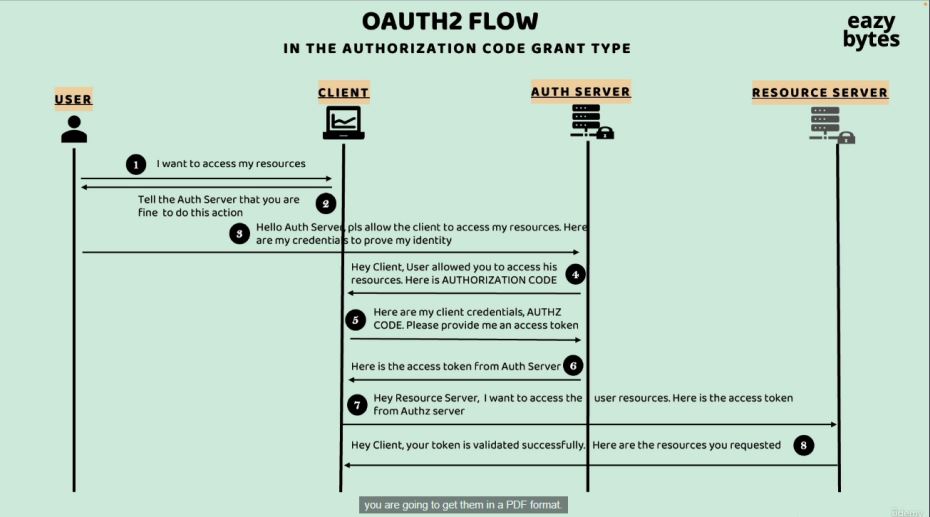 OAUTH2 FLOW
IN THE AUTHORIZATION CODE GRANT TYPE
eazy
bytes
USER
CLIENT
AUTH SERVER
RESOURCE SERVER
1 I want to access my resources
Tell the Auth Server that you are
fine to do this action
2
3
Hello Auth Server, pls allow the client to access my resources. Here
are my credentials to prove my identity
Hey Client, User allowed you to access his
resources. Here is AUTHORIZATION CODE
4
5
Here are my client credentials, AUTHZ
CODE. Please provide me an access token
Here is the access token from Auth Server 6
7
Hey Resource Server, I want to access the user resources. Here is the access token
from Authz server
Hey Client, your token is validated successfully. Here are the resources you requested 8
you are going to get them in a PDF format.